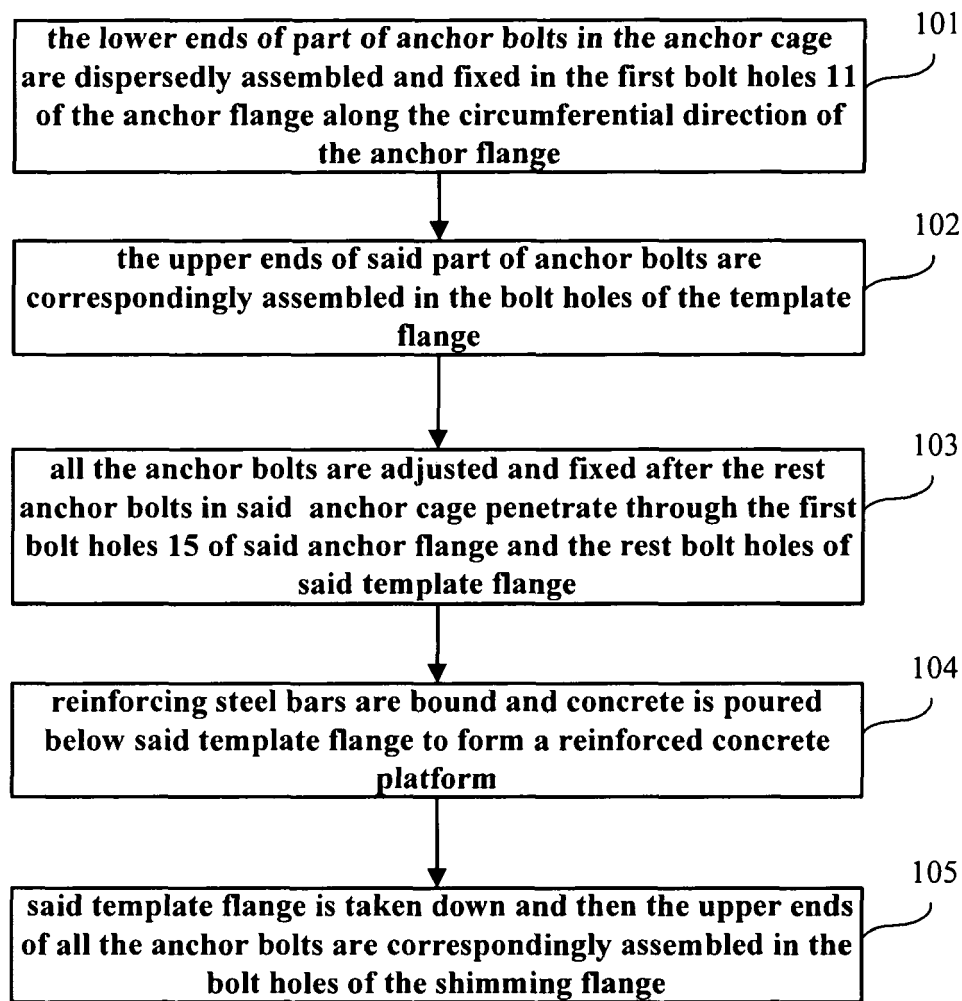 101
the lower ends of part of anchor bolts in the anchor cage
are dispersedly assembled and fixed in the first bolt holes 11
of the anchor flange along the circumferential direction of
the anchor flange
102
the upper ends of said part of anchor bolts are
correspondingly assembled in the bolt holes of the template
flange
103
all the anchor bolts are adjusted and fixed after the rest
anchor bolts in said anchor cage penetrate through the first
bolt holes 15 of said anchor flange and the rest bolt holes of
said template flange
104
reinforcing steel bars are bound and concrete is poured
below said template flange to form a reinforced concrete
platform
105
said template flange is taken down and then the upper ends
of all the anchor bolts are correspondingly assembled in the
bolt holes of the shimming flange